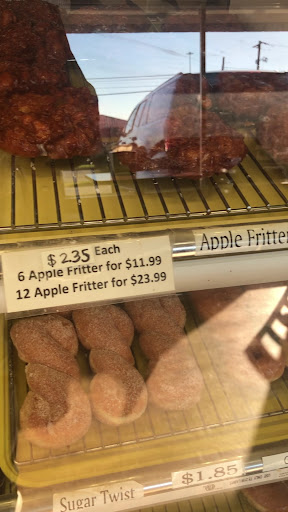 $2.35 Each
6 Apple Fritter for $11.99
12 Apple Fritter for $23.99
Apple Fritter
Sugar Twist
$1.85